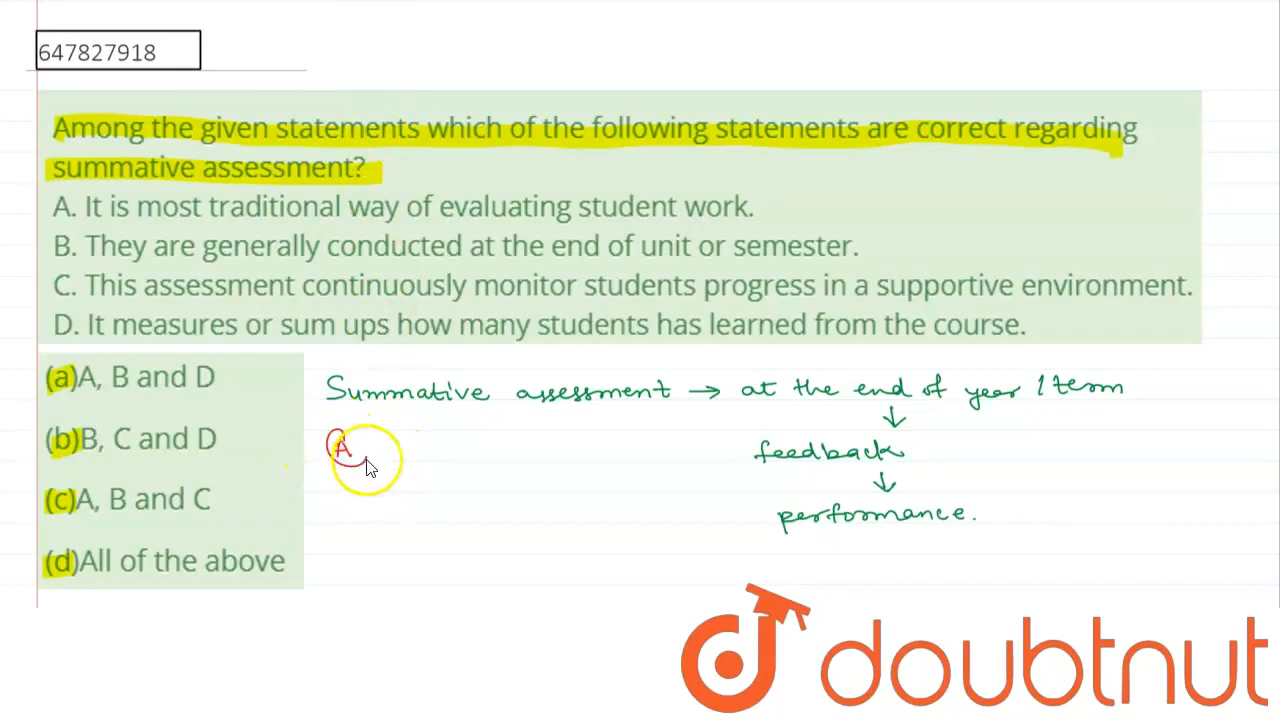 647827918
Among the given statements which of the following statements are correct regarding
summative assessment?
A. It is most traditional way of evaluating student work.
B. They are generally conducted at the end of unit or semester.
C. This assessment continuously monitor students progress in a supportive environment.
D. It measures or sum ups how many students has learned from the course.
(a)A, B and D
(b)B, C and D
(c)A, B and C
(d)All of the above
Summative assessment → at the end of year / term
↓
feedback
↓
performance.
A
doubtnut